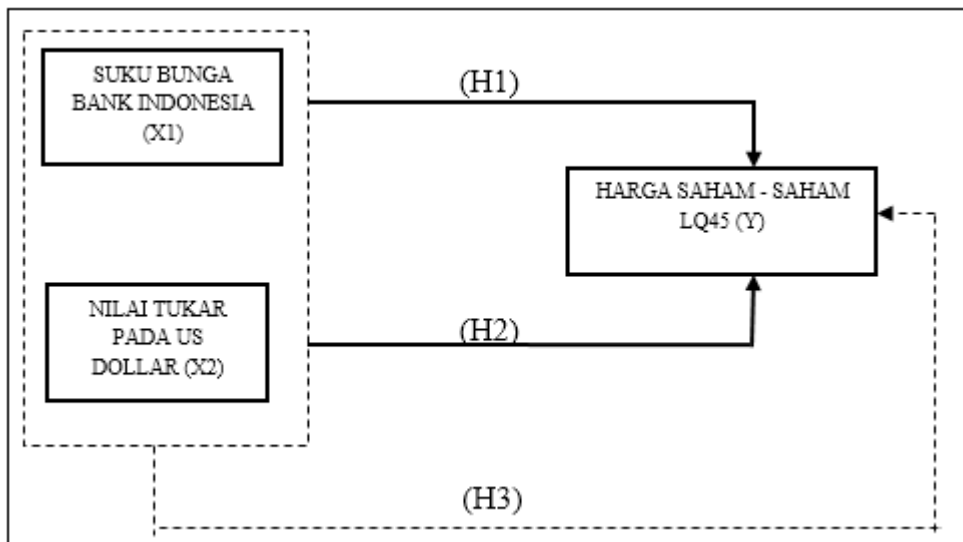 SUKU BUNGA
BANK INDONESIA
(X1)
(H1)
HARGA SAHAM - SAHAM
LQ45 (Y)
NILAI TUKAR
PADA US
DOLLAR (X2)
(H2)
(H3)